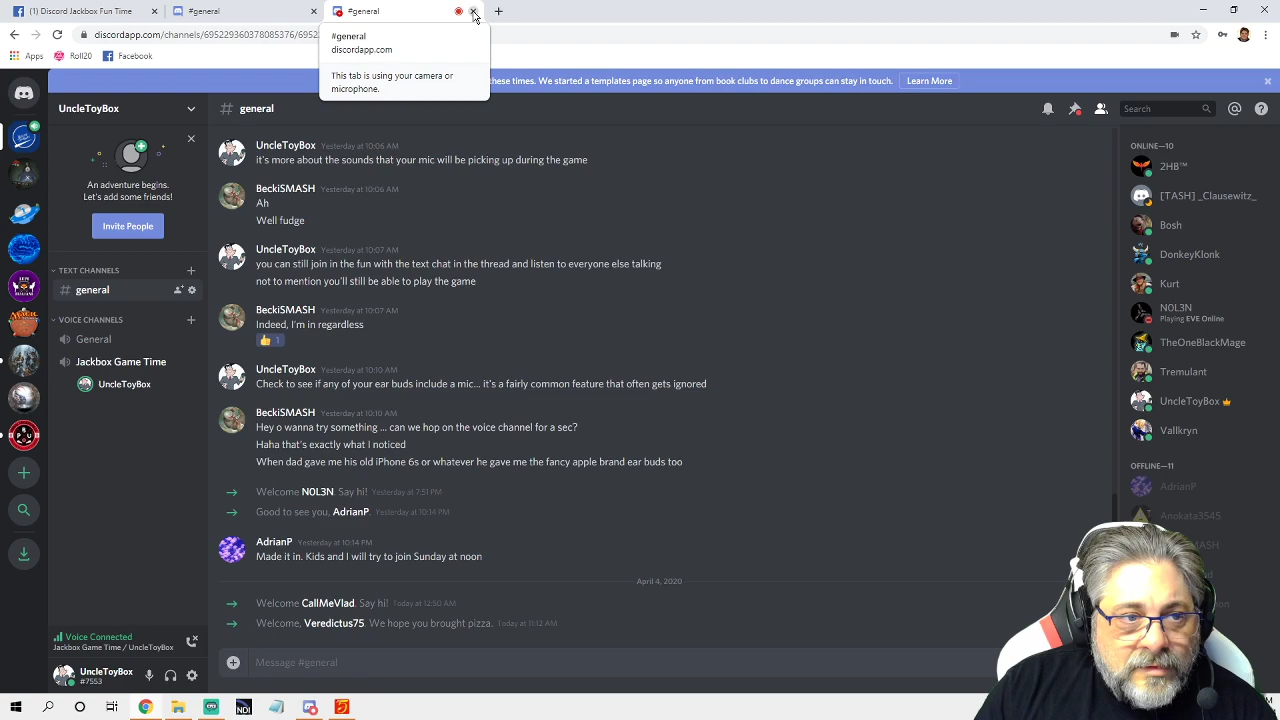 (1) Discord Jackbox Fun Time
#general
#general
discordapp.com/channels/695229360378085376/6952
Apps
Roll20
Facebook
#general
discordapp.com
This tab is using your camera or
microphone.
these times. We started a templates page so anyone from book clubs to dance groups can stay in touch.
Learn More
UncleToyBox
general
Search
An adventure begins.
Let's add some friends!
Invite People
TEXT CHANNELS
general
VOICE CHANNELS
General
Jackbox Game Time
UncleToyBox
Voice Connected
Jackbox Game Time / UncleToyBox
UncleToyBox
#7553
UncleToyBox Yesterday at 10:06 AM
it's more about the sounds that your mic will be picking up during the game
BeckiSMASH Yesterday at 10:06 AM
Ah
Well fudge
UncleToyBox Yesterday at 10:07 AM
you can still join in the fun with the text chat in the thread and listen to everyone else talking
not to mention you'll still be able to play the game
BeckiSMASH Yesterday at 10:07 AM
Indeed, I'm in regardless
1
UncleToyBox Yesterday at 10:10 AM
Check to see if any of your ear buds include a mic... it's a fairly common feature that often gets ignored
BeckiSMASH Yesterday at 10:10 AM
Hey o wanna try something ... can we hop on the voice channel for a sec?
Haha that's exactly what I noticed
When dad gave me his old iPhone 6s or whatever he gave me the fancy apple brand ear buds too
Welcome N0L3N. Say hi! Yesterday at 7:51 PM
Good to see you, AdrianP. Yesterday at 10:14 PM
AdrianP Yesterday at 10:14 PM
Made it in. Kids and I will try to join Sunday at noon
April 4, 2020
Welcome CallMeVlad. Say hi! Today at 12:50 AM
Welcome, Veredictus75. We hope you brought pizza. Today at 11:12 AM
Message #general
ONLINE—10
2HB™
[TASH] _Clausewitz_
Bosh
DonkeyKlonk
Kurt
N0L3N
Playing EVE Online
TheOneBlackMage
Tremulant
UncleToyBox
Vallkryn
OFFLINE—11
AdrianP
Anokata3545
NDI